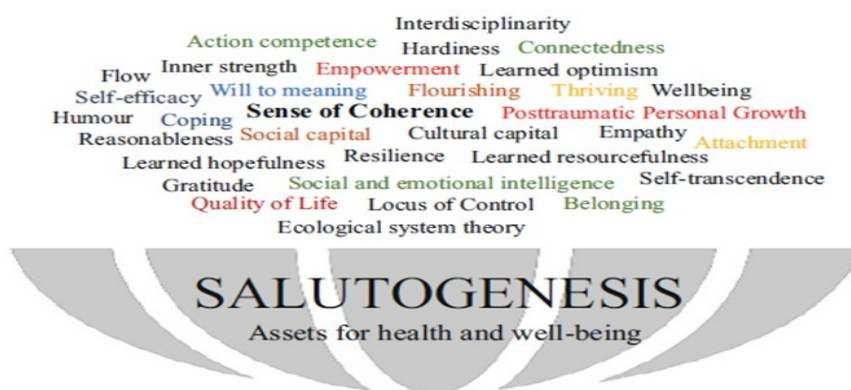 Interdisciplinarity
Action competence Hardiness Connectedness
Flow Inner strength Empowerment Learned optimism
Self-efficacy Will to meaning Flourishing Thriving Wellbeing
Humour Coping Sense of Coherence Posttraumatic Personal Growth
Reasonableness Social capital Cultural capital Empathy Attachment
Learned hopefulness Resilience Learned resourcefulness
Gratitude Social and emotional intelligence Self-transcendence
Quality of Life Locus of Control Belonging
Ecological system theory
SALUTOGENESIS
Assets for health and well-being